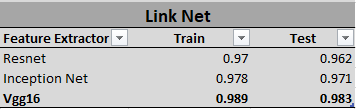 Link Net
Feature Extractor Train Test
Resnet 0.97 0.962
Inception Net 0.978 0.971
Vgg16 0.989 0.983